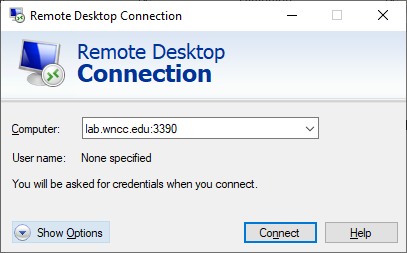 Remote Desktop Connection
Remote Desktop
Connection
Computer: lab.wncc.edu:3390
User name: None specified
You will be asked for credentials when you connect.
Show Options Connect Help